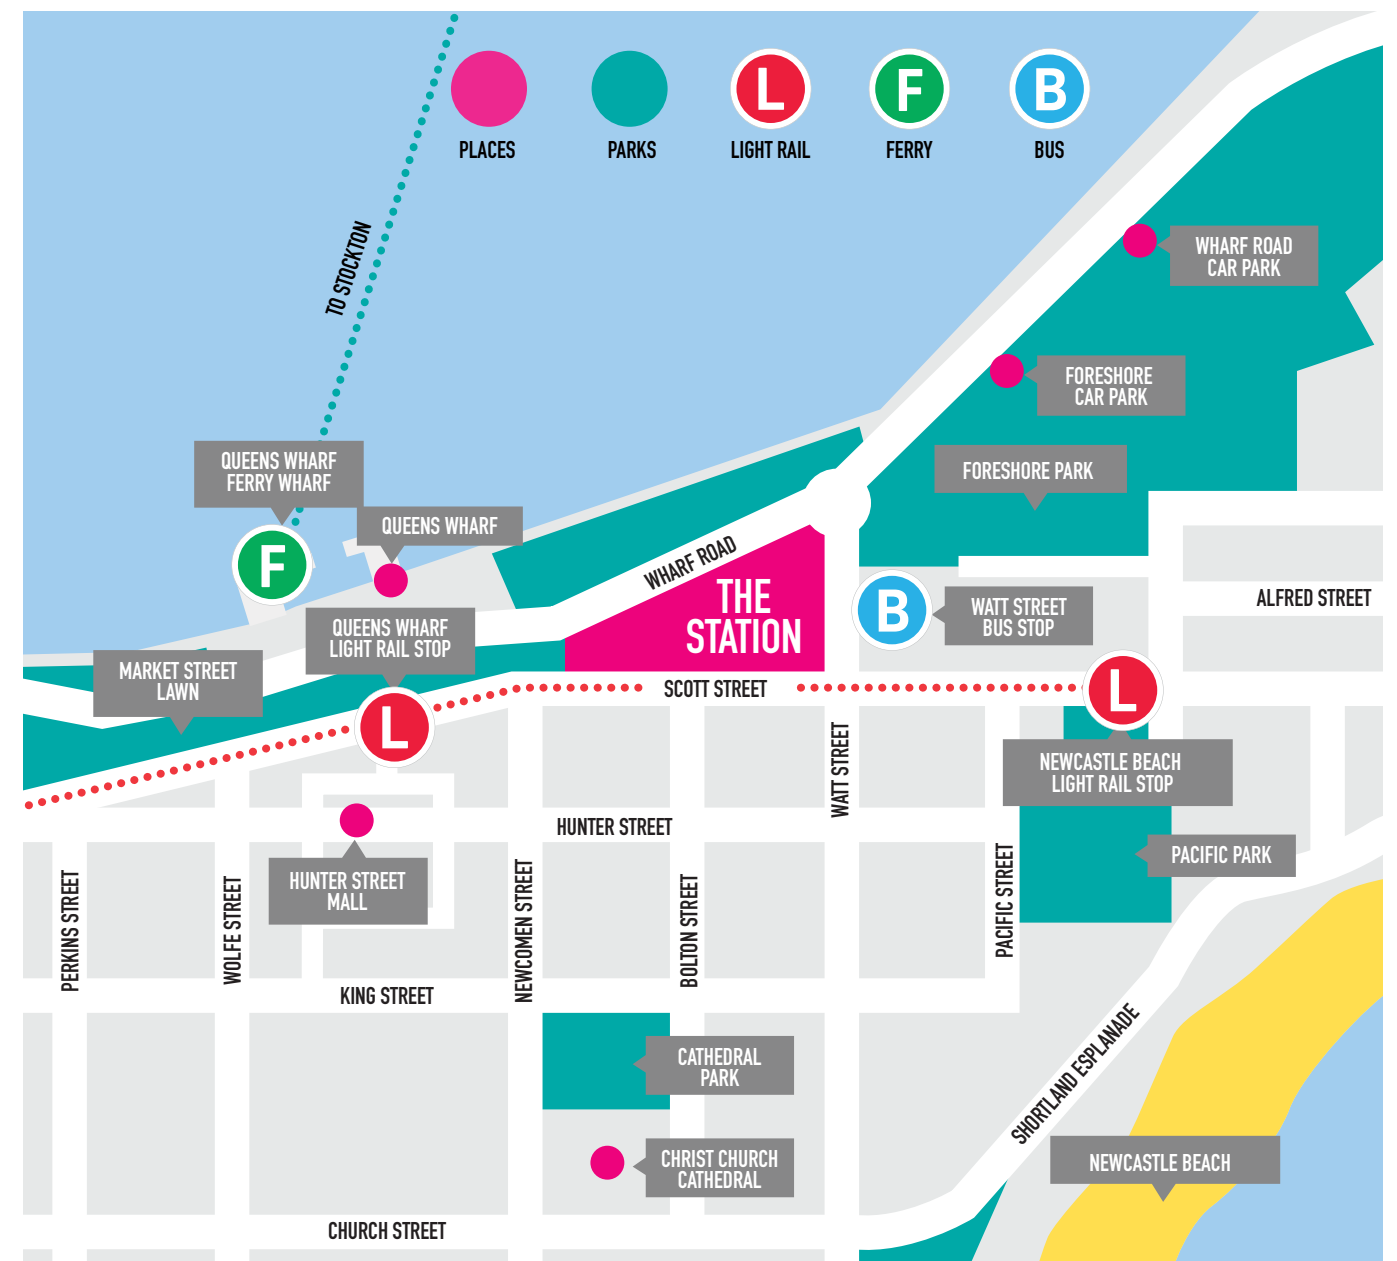 L
F
B
PLACES
PARKS
LIGHT RAIL
FERRY
BUS
TO STOCKTON
WHARF ROAD
CAR PARK
FORESHORE
CAR PARK
FORESHORE PARK
QUEENS WHARF
FERRY WHARF
QUEENS WHARF
F
WHARF ROAD
THE
STATION
B
WATT STREET
BUS STOP
ALFRED STREET
QUEENS WHARF
LIGHT RAIL STOP
MARKET STREET
LAWN
L
SCOTT STREET
L
NEWCASTLE BEACH
LIGHT RAIL STOP
WATT STREET
HUNTER STREET
PACIFIC PARK
HUNTER STREET
MALL
PERKINS STREET
WOLFE STREET
NEWCOMEN STREET
BOLTON STREET
PACIFIC STREET
KING STREET
CATHEDRAL
PARK
SHORTLAND ESPLANADE
CHRIST CHURCH
CATHEDRAL
NEWCASTLE BEACH
CHURCH STREET